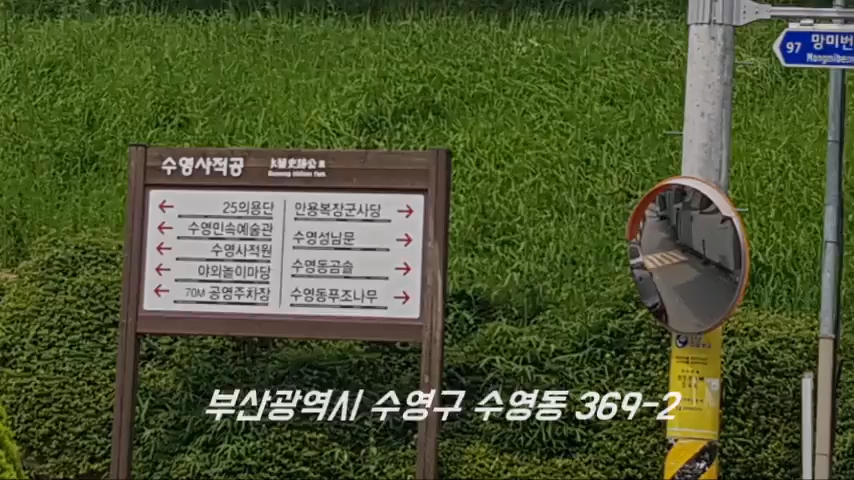 97 망미번
수영사적공
25의용단
수영민속예술관
수영사적원
야외놀이마당
70M 공영주차장
안용복장군사당
수영성남문
수영동곰솔
수영동푸조나무
부산광역시 수영구 수영동 369-2